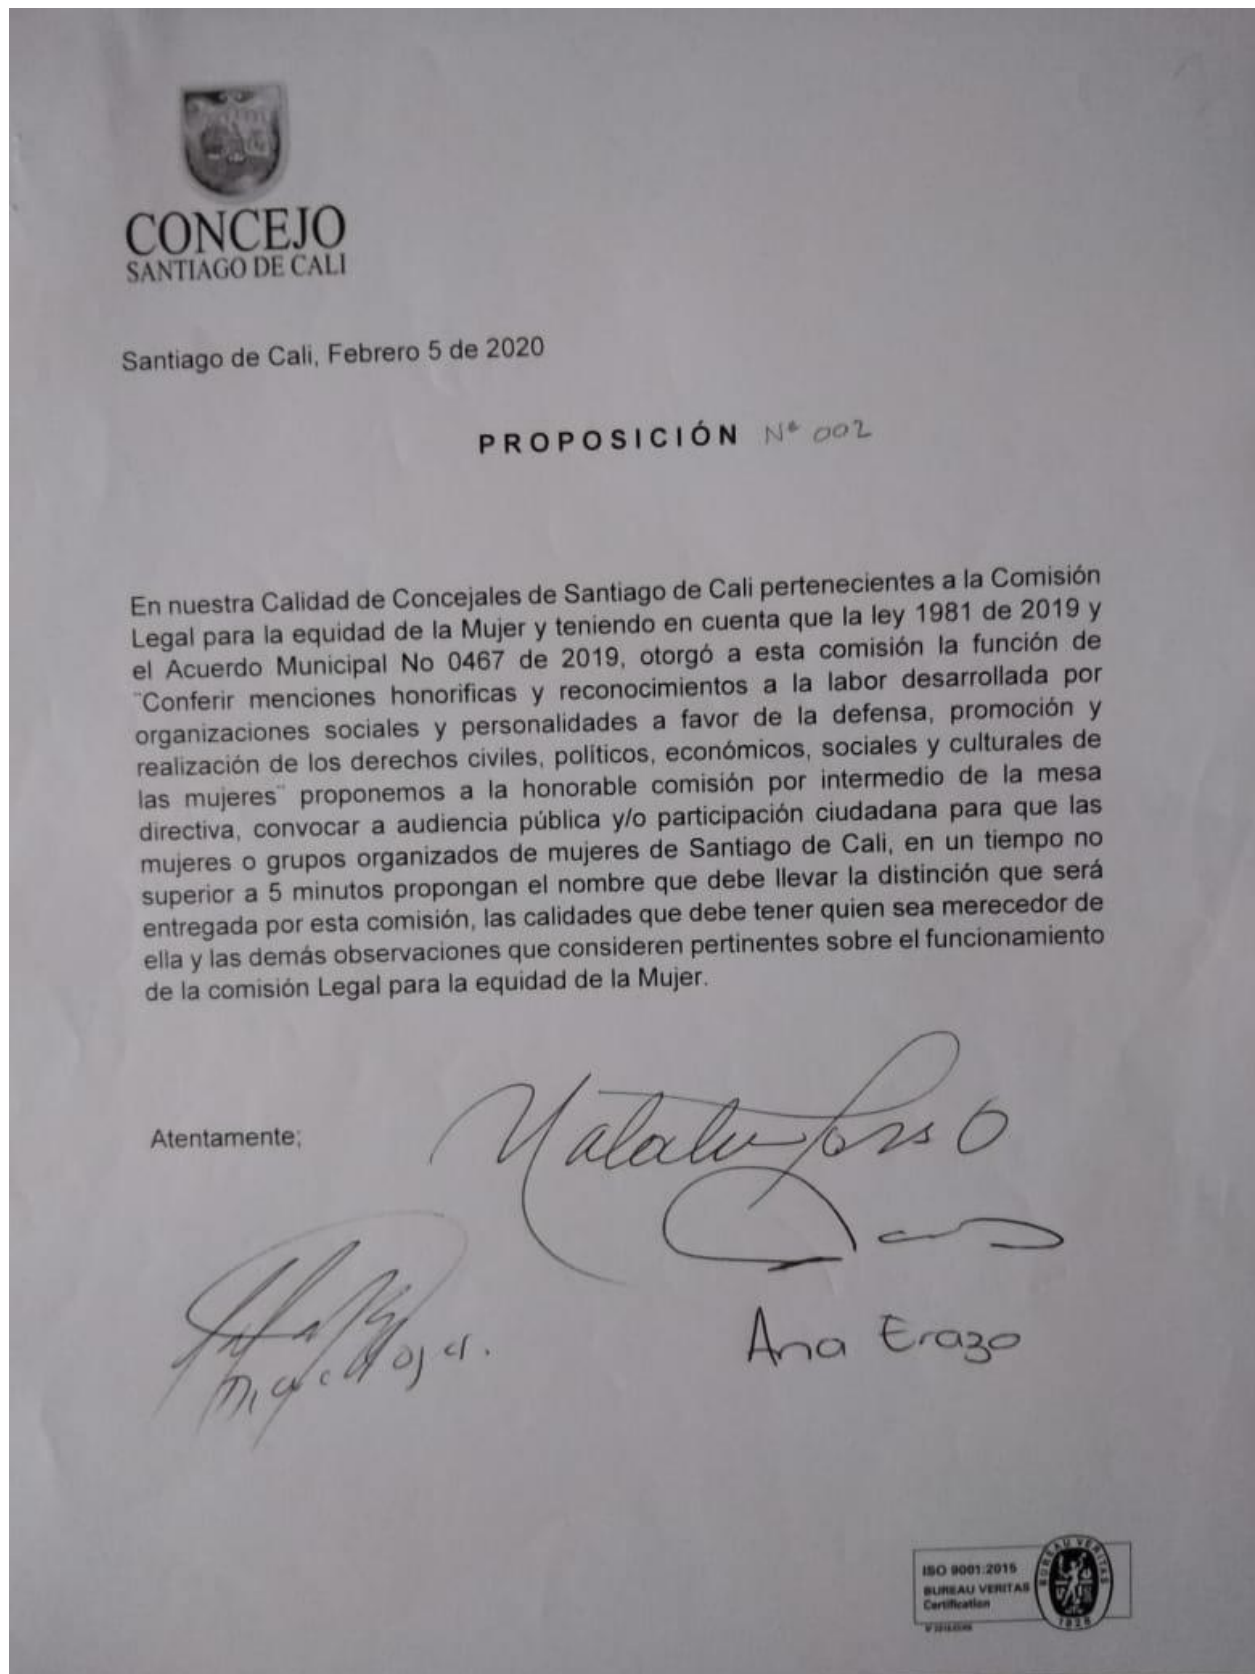 CONCEJO
SANTIAGO DE CALI
Santiago de Cali, Febrero 5 de 2020
PROPOSICIÓN Nº 002
En nuestra Calidad de Concejales de Santiago de Cali pertenecientes a la Comisión
Legal para la equidad de la Mujer y teniendo en cuenta que la ley 1981 de 2019 y
el Acuerdo Municipal No 0467 de 2019, otorgó a esta comisión la función de
¨Conferir menciones honorificas y reconocimientos a la labor desarrollada por
organizaciones sociales y personalidades a favor de la defensa, promoción y
realización de los derechos civiles, políticos, económicos, sociales y culturales de
las mujeres¨ proponemos a la honorable comisión por intermedio de la mesa
directiva, convocar a audiencia pública y/o participación ciudadana para que las
mujeres o grupos organizados de mujeres de Santiago de Cali, en un tiempo no
superior a 5 minutos propongan el nombre que debe llevar la distinción que será
entregada por esta comisión, las calidades que debe tener quien sea merecedor de
ella y las demás observaciones que consideren pertinentes sobre el funcionamiento
de la comisión Legal para la equidad de la Mujer.
Atentamente;
Ana Erazo
ISO 9001:2015
BUREAU VERITAS
Certification
BUREAU VERITAS
1828